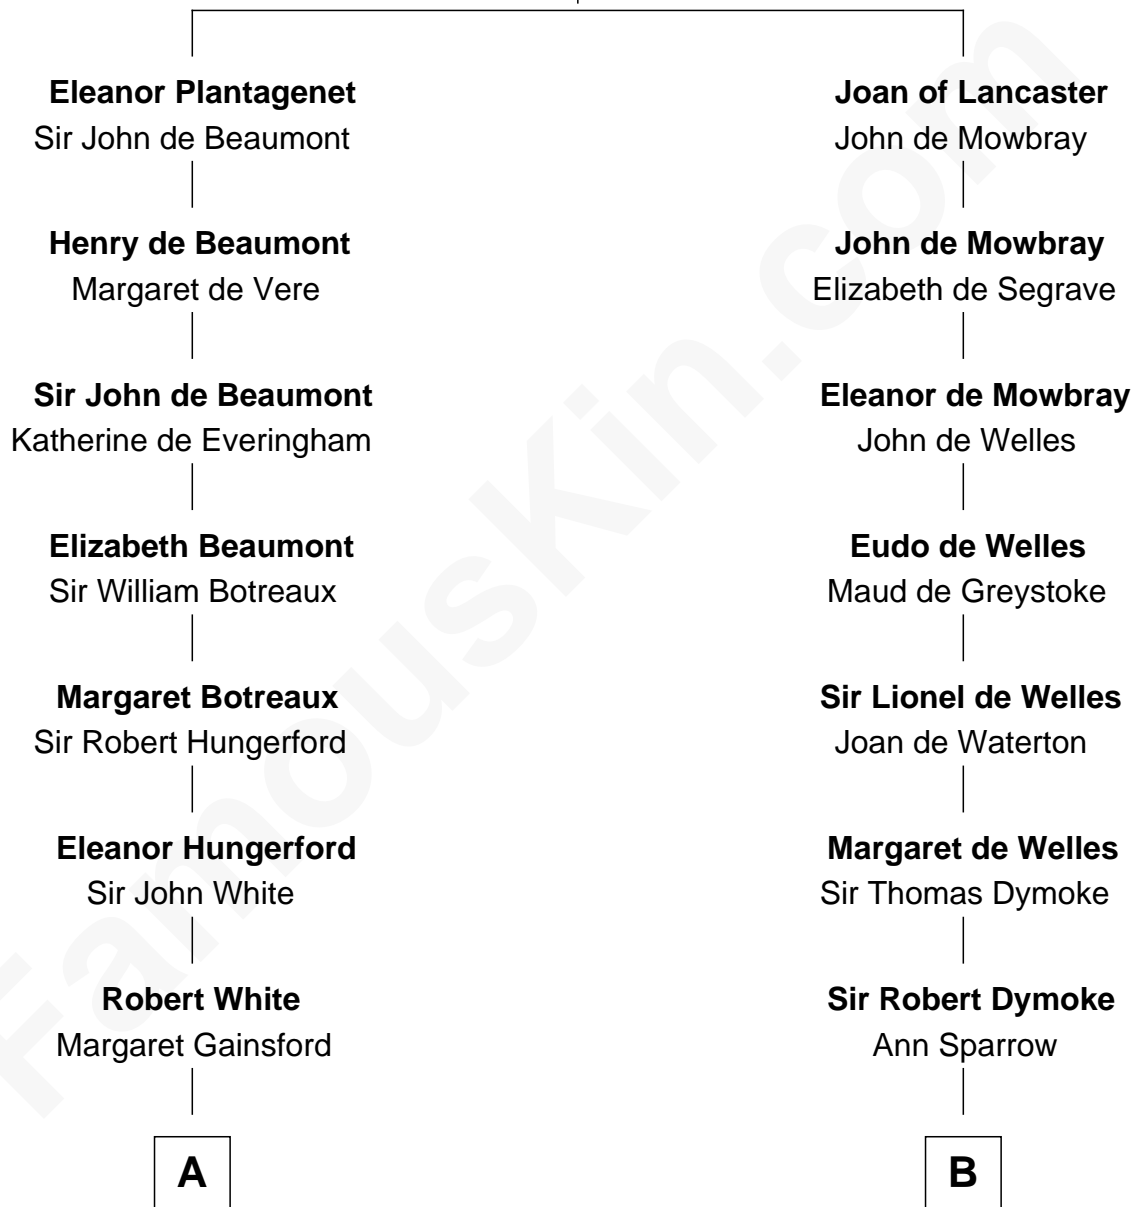 Eleanor Plantagenet
Sir John de Beaumont
Henry de Beaumont
Margaret de Vere
Sir John de Beaumont
Katherine de Everingham
Elizabeth Beaumont
Sir William Botreaux
Margaret Botreaux
Sir Robert Hungerford
Eleanor Hungerford
Sir John White
Robert White
Margaret Gainsford
A
Joan of Lancaster
John de Mowbray
John de Mowbray
Elizabeth de Segrave
Eleanor de Mowbray
John de Welles
Eudo de Welles
Maud de Greystoke
Sir Lionel de Welles
Joan de Waterton
Margaret de Welles
Sir Thomas Dymoke
Sir Robert Dymoke
Ann Sparrow
B
FamousKin.com